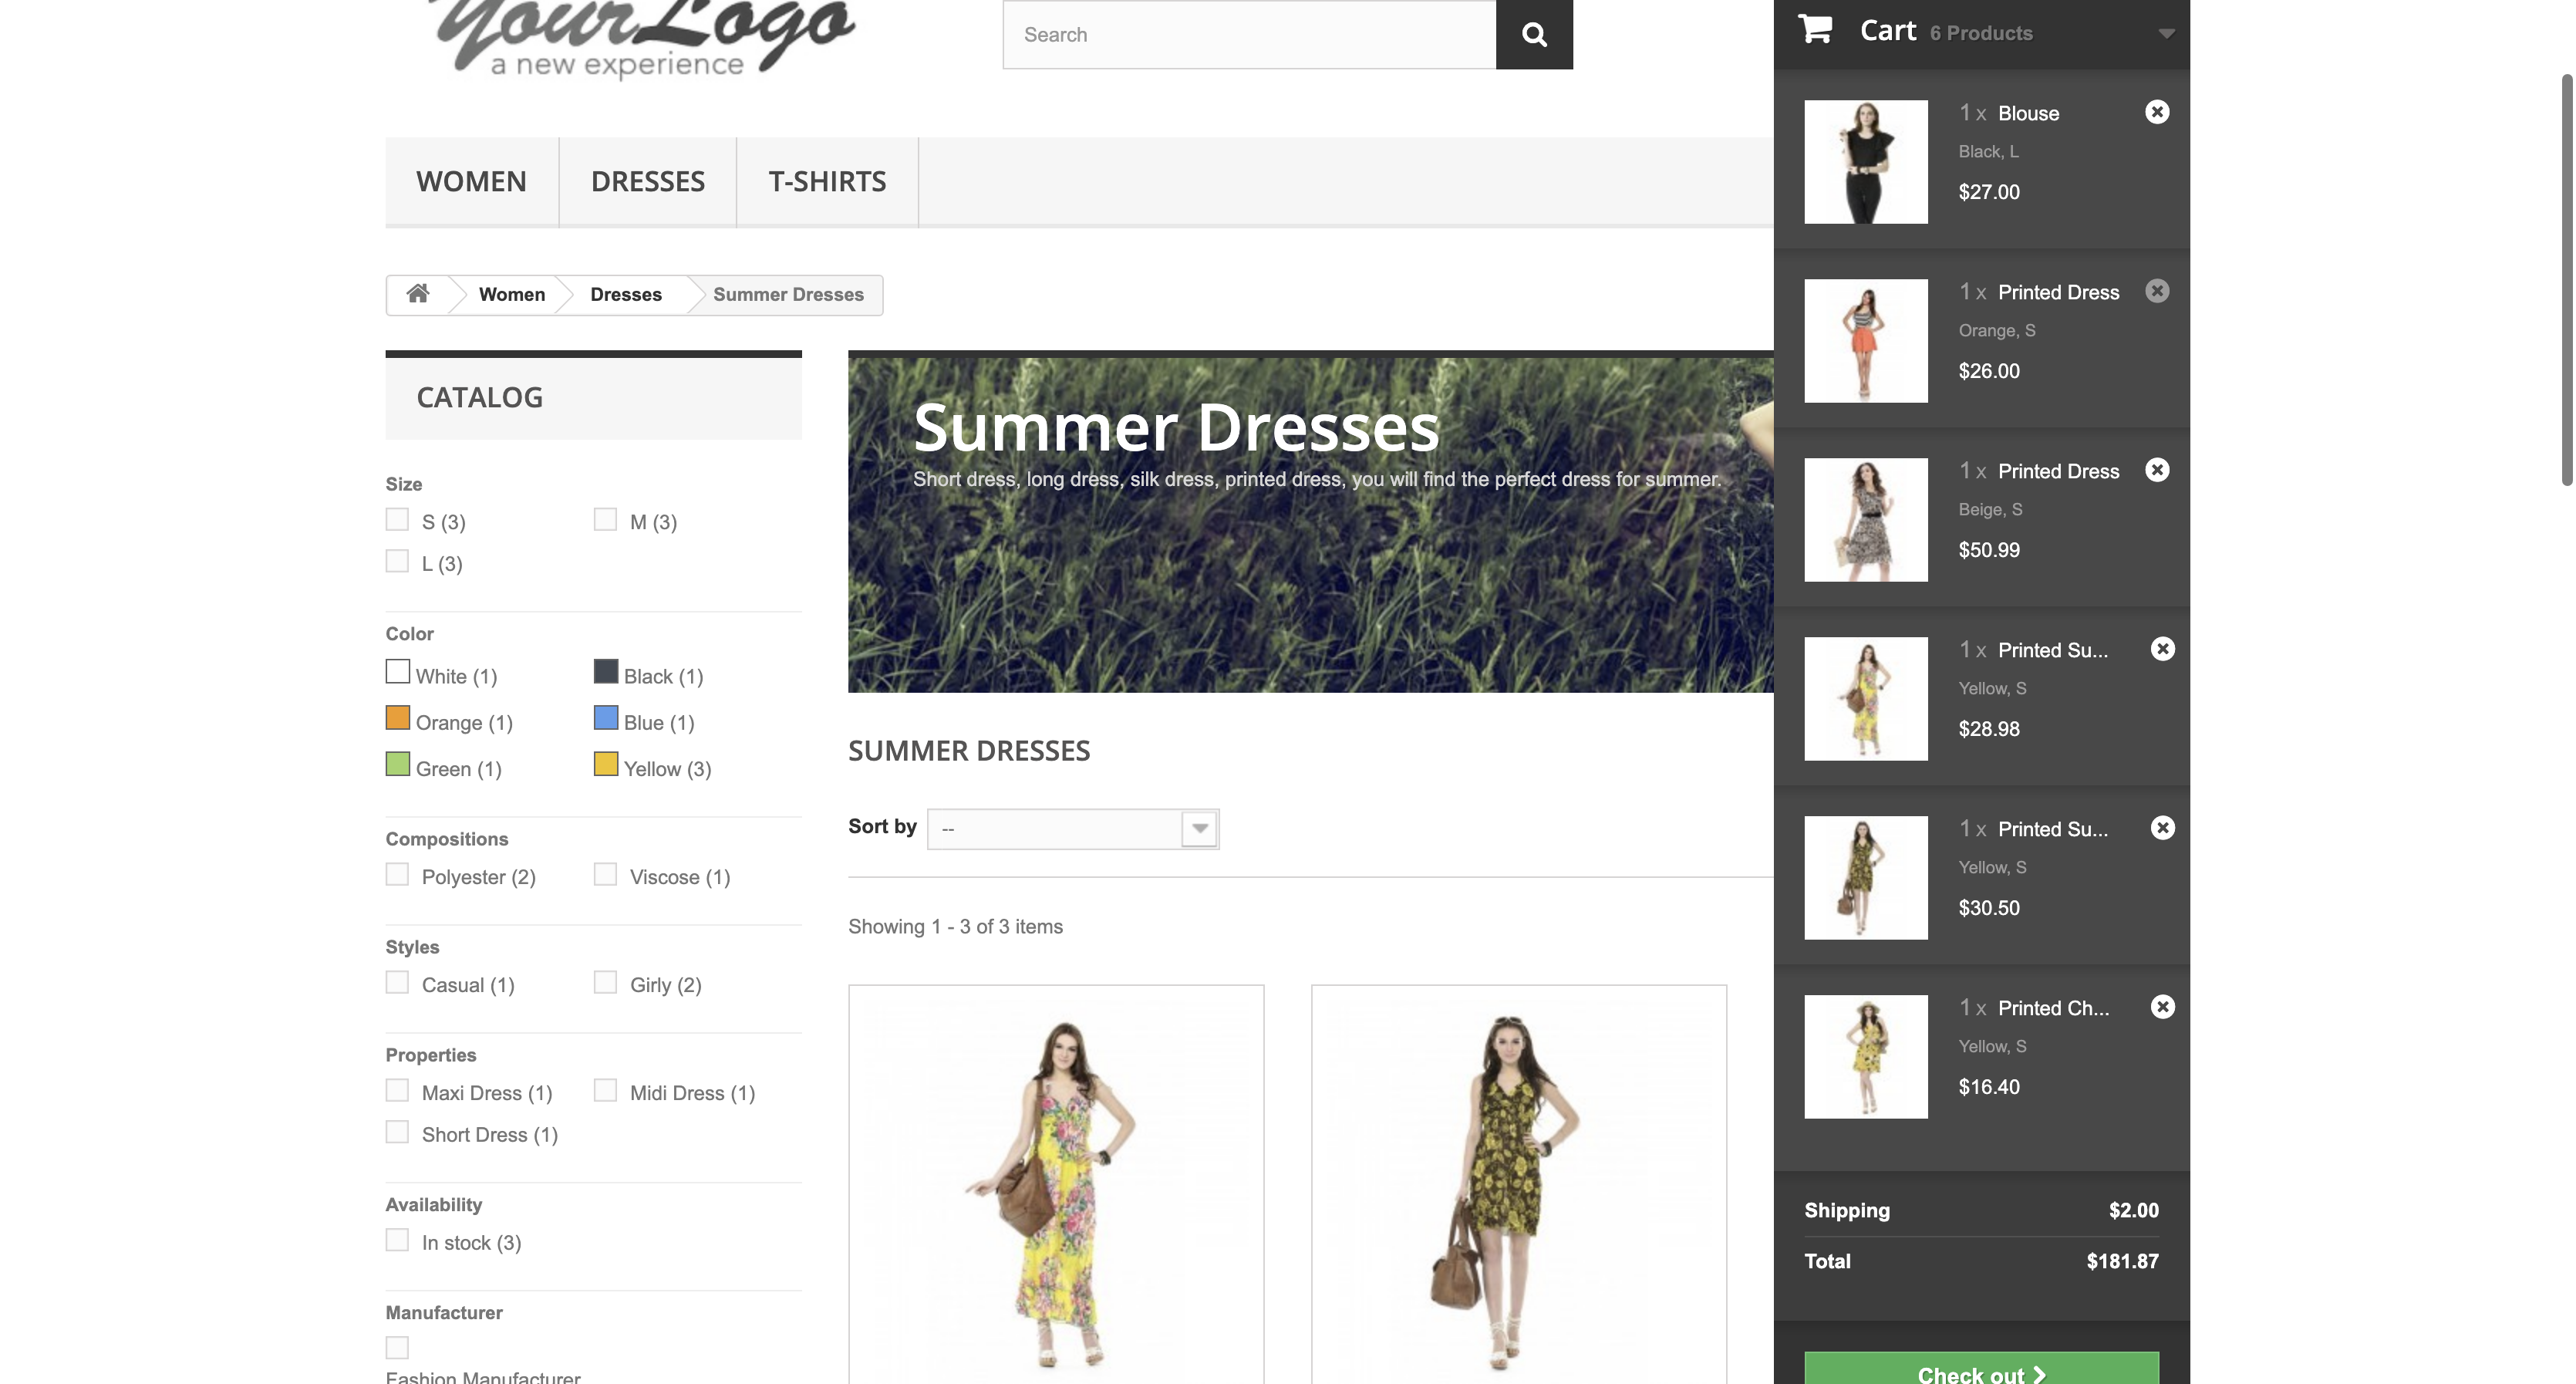 YourLogo
a new experience
Search
Cart 6 Products
WOMEN
DRESSES
T-SHIRTS
Women
Dresses
Summer Dresses
CATALOG
Size
S (3)
M (3)
L (3)
Color
White (1)
Black (1)
Orange (1)
Blue (1)
Green (1)
Yellow (3)
Compositions
Polyester (2)
Viscose (1)
Styles
Casual (1)
Girly (2)
Properties
Maxi Dress (1)
Midi Dress (1)
Short Dress (1)
Availability
In stock (3)
Manufacturer
Fashion Manufacturer
Summer Dresses
Short dress, long dress, silk dress, printed dress, you will find the perfect dress for summer.
SUMMER DRESSES
Sort by --
Showing 1 - 3 of 3 items
1 x Blouse
Black, L
$27.00
1 x Printed Dress
Orange, S
$26.00
1 x Printed Dress
Beige, S
$50.99
1 x Printed Su...
Yellow, S
$28.98
1 x Printed Su...
Yellow, S
$30.50
1 x Printed Ch...
Yellow, S
$16.40
Shipping $2.00
Total $181.87
Check out